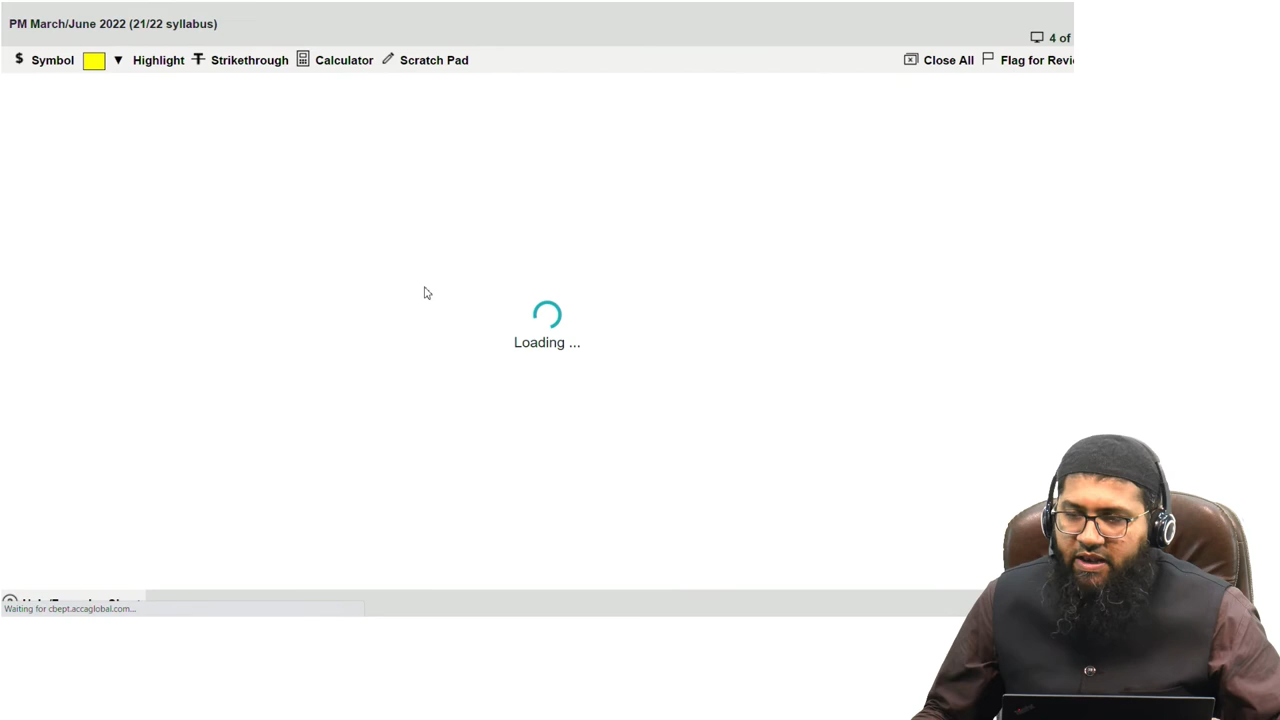 PM March/June 2022 (21/22 syllabus)
4 of
$ Symbol Highlight Strikethrough Calculator Scratch Pad Close All Flag for Revi
Loading ...
Waiting for cbept.accaglobal.com...